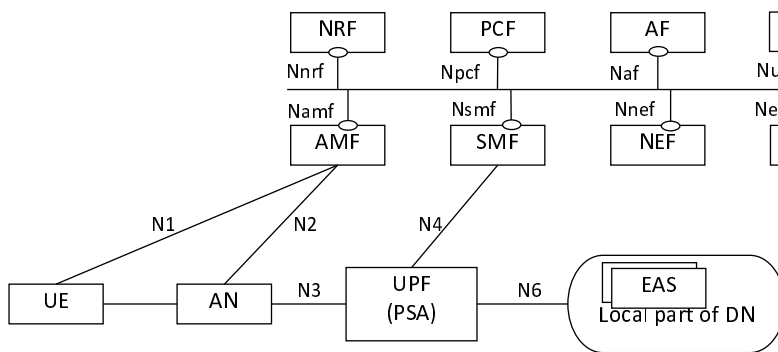 NRF
PCF
AF
Nnrf
Npcf
Naf
Namf
Nsmf
Nnef
AMF
SMF
NEF
N1
N2
N4
UE
AN
N3
UPF
(PSA)
N6
EAS
Local part of DN